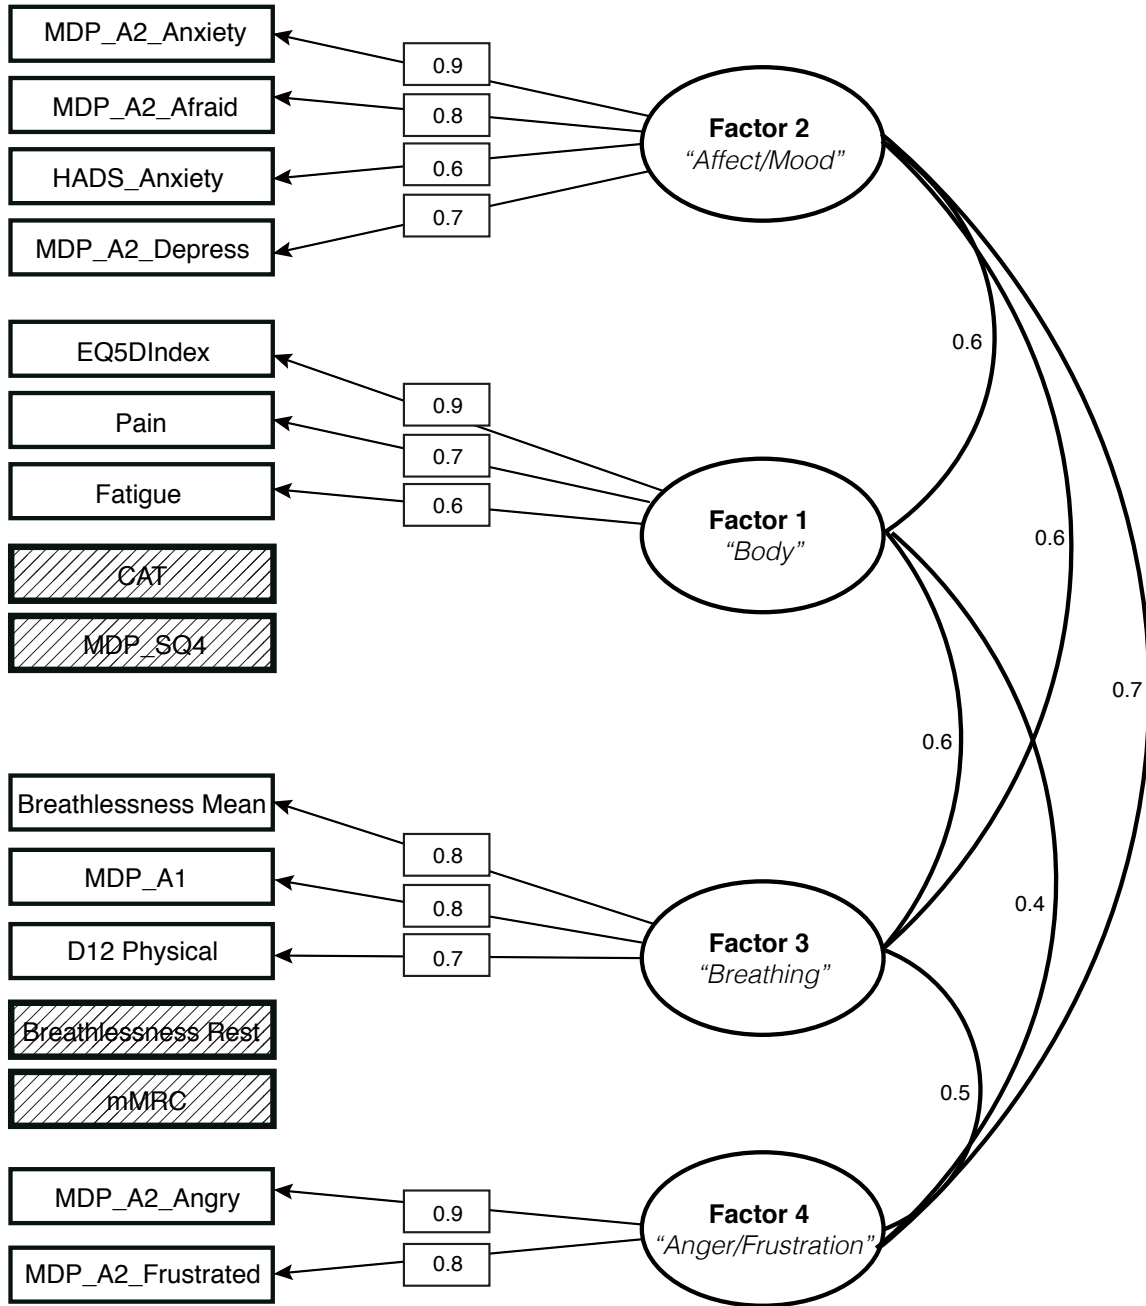 MDP_A2_Anxiety
0.9
MDP_A2_Afraid
0.8
HADS_Anxiety
0.6
MDP_A2_Depress
0.7
Factor 2
“Affect/Mood”
EQ5DIndex
0.9
Pain
0.7
Fatigue
0.6
CAT
MDP_SQ4
Factor 1
“Body”
0.6
0.6
0.7
0.6
0.4
0.5
Breathlessness Mean
0.8
MDP_A1
0.8
D12 Physical
0.7
Breathlessness Rest
mMRC
Factor 3
“Breathing”
MDP_A2_Angry
0.9
MDP_A2_Frustrated
0.8
Factor 4
“Anger/Frustration”